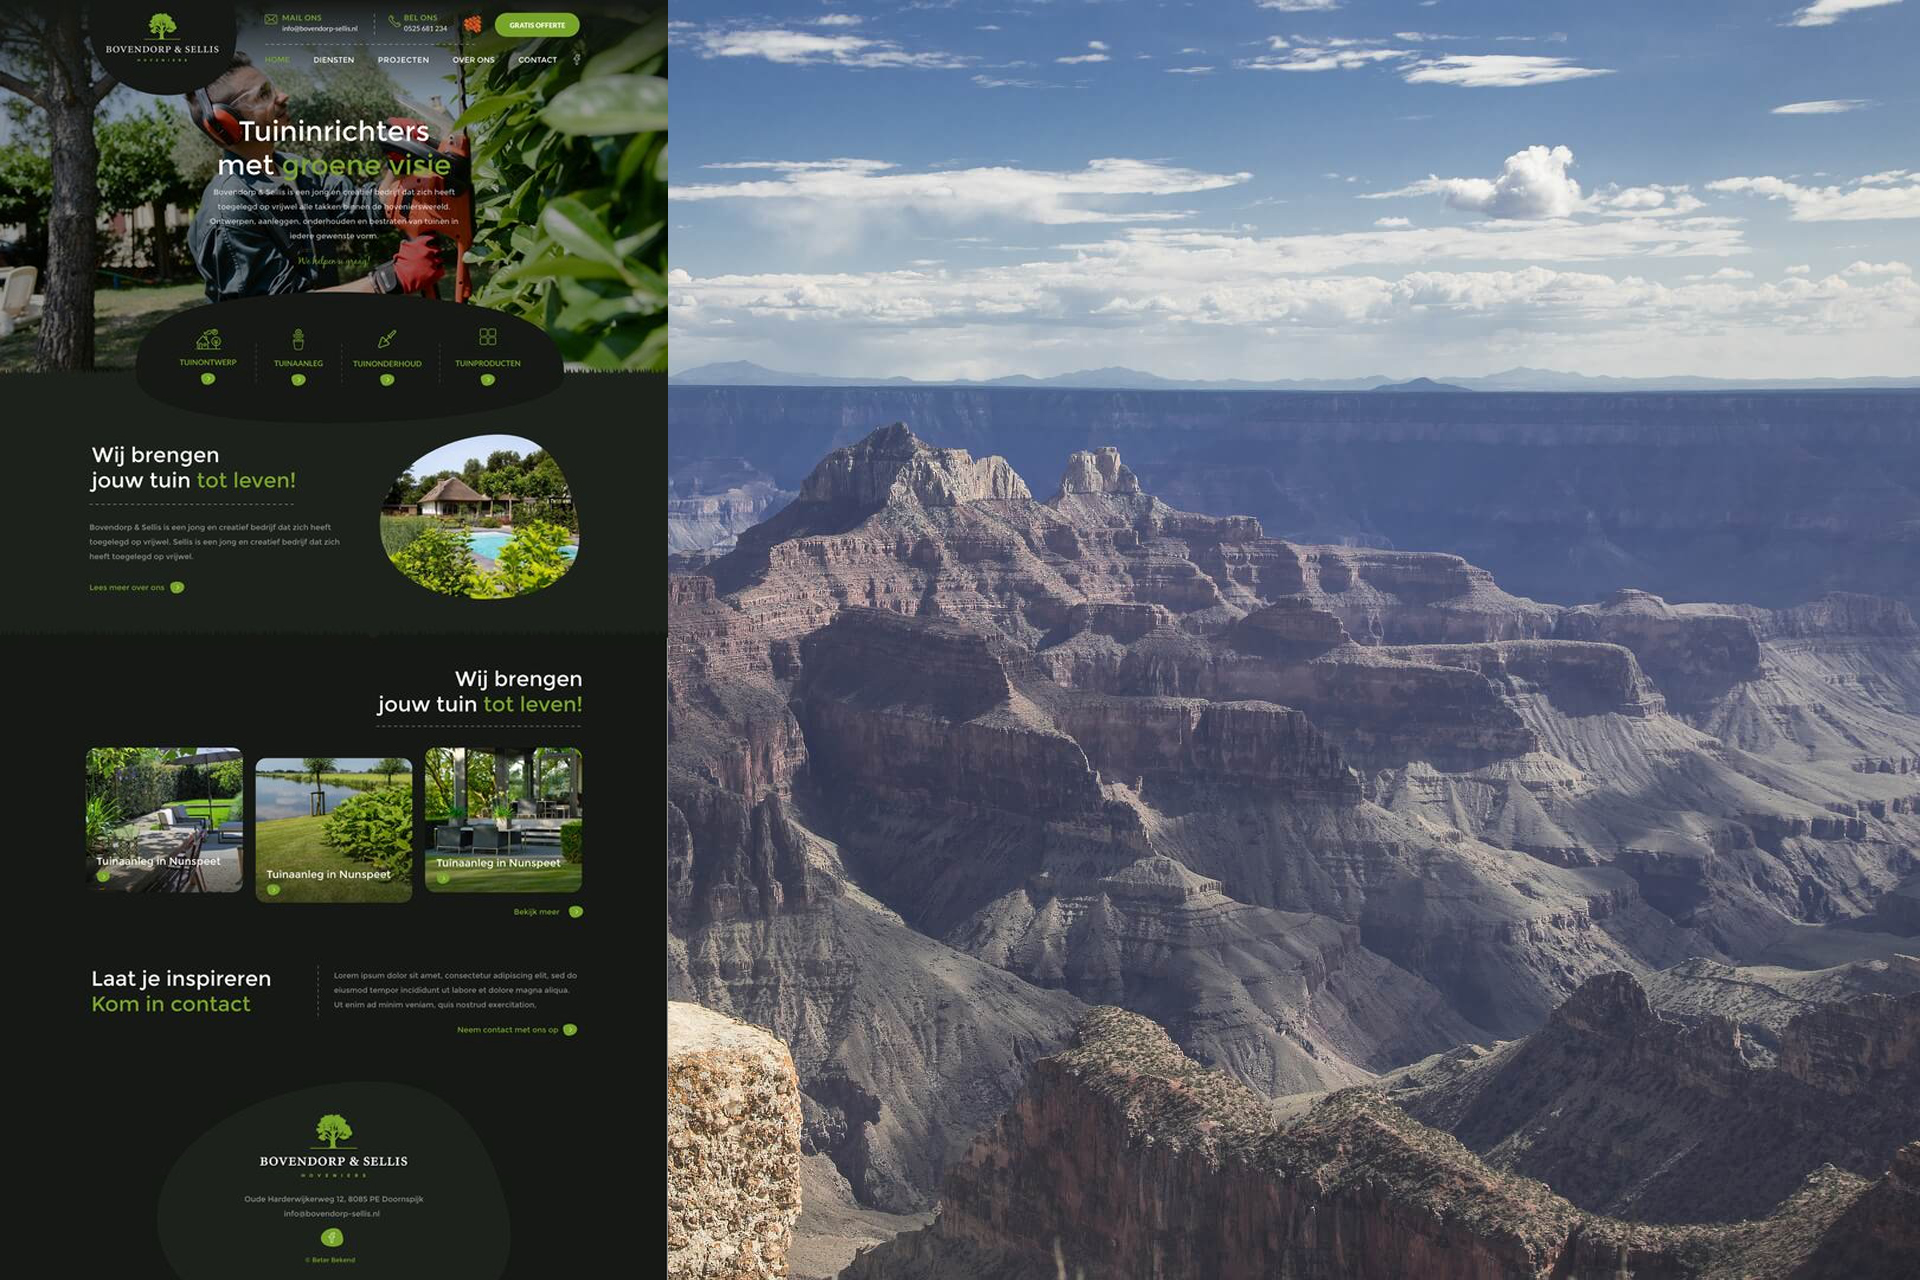 BOVENDORP & SELLIS
HOVENIERS
MAIL ONS
info@bovendorp-sellis.nl
BEL ONS
0525 681 234
GRATIS OFFERTE
HOME
DIENSTEN
PROJECTEN
OVER ONS
CONTACT
Tuininrichters
met groene visie
Bovendorp & Sellis is een jong en creatief bedrijf dat zich heeft
toegelegd op vrijwel alle takken binnen de hovenierswereld.
Ontwerpen, aanleggen, onderhouden en bestraten van tuinen in
iedere gewenste vorm.
We helpen u graag!
TUINONTWERP
TUINAANLEG
TUINONDERHOUD
TUINPRODUCTEN
Wij brengen
jouw tuin tot leven!
Bovendorp & Sellis is een jong en creatief bedrijf dat zich heeft
toegelegd op vrijwel. Sellis is een jong en creatief bedrijf dat zich
heeft toegelegd op vrijwel.
Lees meer over ons
Wij brengen
jouw tuin tot leven!
Tuinaanleg in Nunspeet
Tuinaanleg in Nunspeet
Tuinaanleg in Nunspeet
Bekijk meer
Laat je inspireren
Kom in contact
Lorem ipsum dolor sit amet, consectetur adipiscing elit, sed do
eiusmod tempor incididunt ut labore et dolore magna aliqua.
Ut enim ad minim veniam, quis nostrud exercitation.
Neem contact met ons op
BOVENDORP & SELLIS
HOVENIERS
Oude Harderwijkerweg 12, 8085 PE Doornspijk
info@bovendorp-sellis.nl
© Beter Bekend